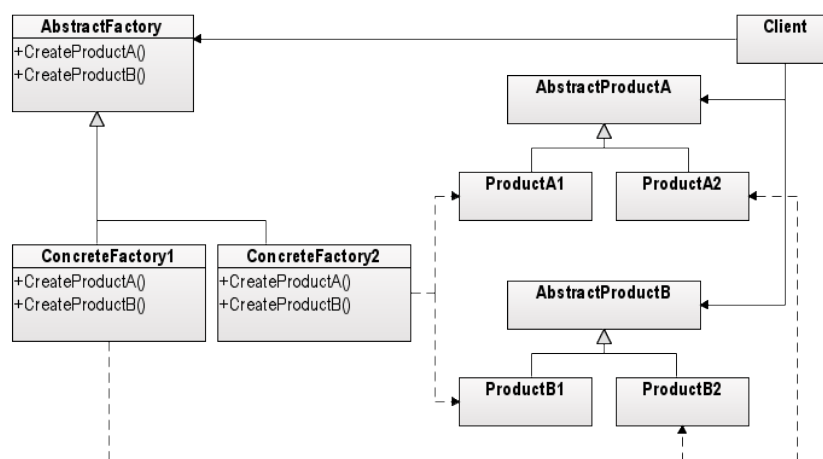 AbstractFactory
+CreateProductA()
+CreateProductB()
Client
AbstractProductA
ProductA1
ProductA2
ConcreteFactory1
+CreateProductA()
+CreateProductB()
ConcreteFactory2
+CreateProductA()
+CreateProductB()
AbstractProductB
ProductB1
ProductB2